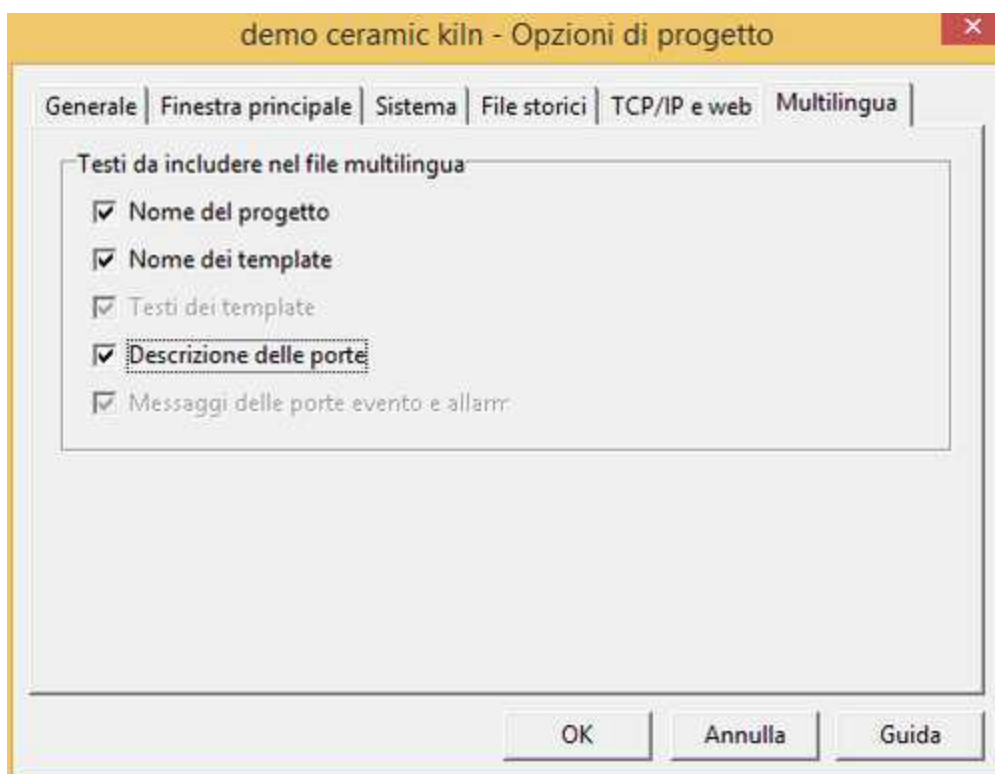 demo ceramic kiln - Opzioni di progetto
Generale Finestra principale Sistema File storici TCP/IP e web Multilingua
Testi da includere nel file multilingua
Nome del progetto
Nome dei template
Testi dei template
Descrizione delle porte
Messaggi delle porte evento e allarr
OK Annulla Guida